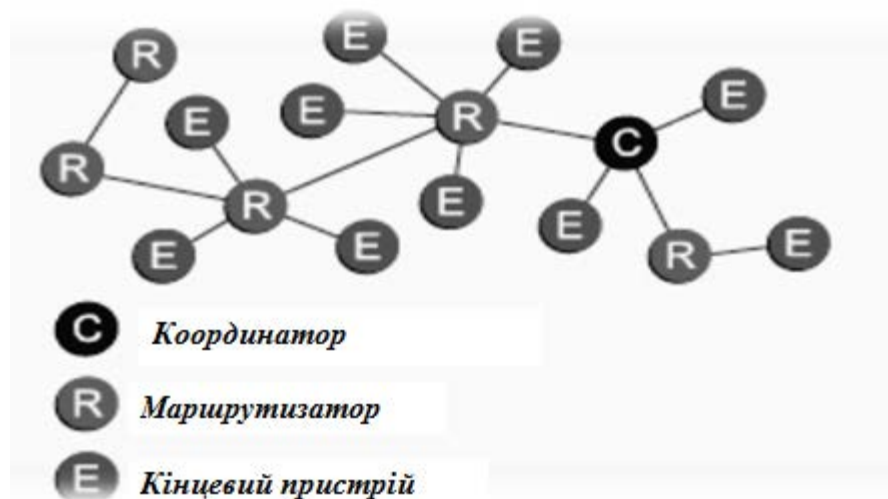 E E
R E
E E R
C
R R E
E E E R E
C Координатор
R Маршрутизатор
E Кінцевий пристрій